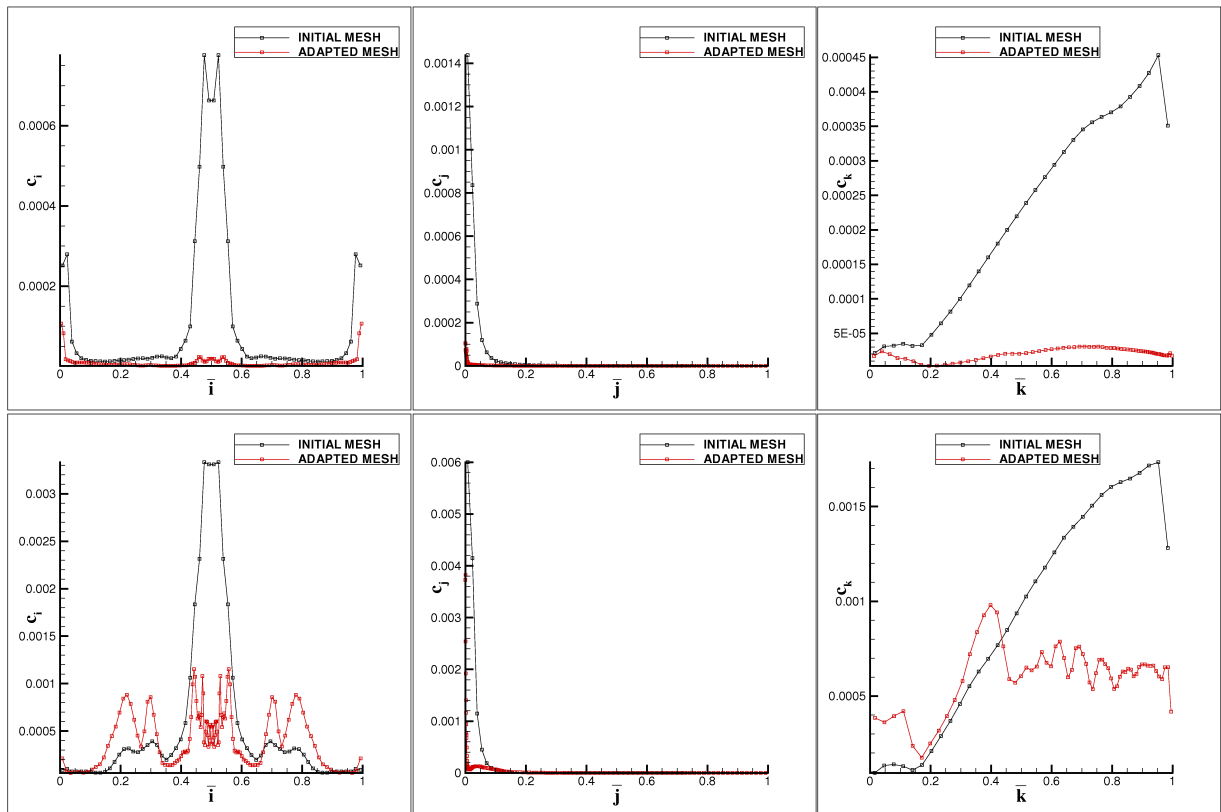 INITIAL MESH
ADAPTED MESH
0.0006
0.0004
0.0002
c_i
0 0.2 0.4 0.6 0.8 1
i̅
INITIAL MESH
ADAPTED MESH
0.0014
0.0012
0.001
0.0008
0.0006
0.0004
0.0002
0
c_j
0 0.2 0.4 0.6 0.8 1
j̅
INITIAL MESH
ADAPTED MESH
0.00045
0.0004
0.00035
0.0003
0.00025
0.0002
0.00015
0.0001
5E-05
c_k
0 0.2 0.4 0.6 0.8 1
k̅
INITIAL MESH
ADAPTED MESH
0.003
0.0025
0.002
0.0015
0.001
0.0005
c_i
0 0.2 0.4 0.6 0.8 1
i̅
INITIAL MESH
ADAPTED MESH
0.006
0.005
0.004
0.003
0.002
0.001
0
c_j
0 0.2 0.4 0.6 0.8 1
j̅
INITIAL MESH
ADAPTED MESH
0.0015
0.001
0.0005
c_k
0 0.2 0.4 0.6 0.8 1
k̅